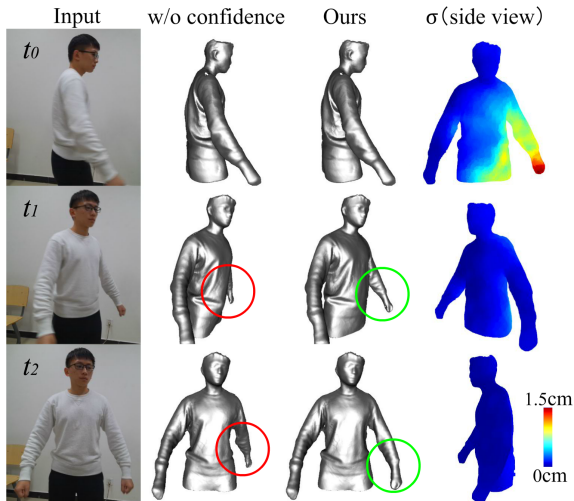 Input w/o confidence Ours σ(side view)
t0
t1
t2
1.5cm
0cm